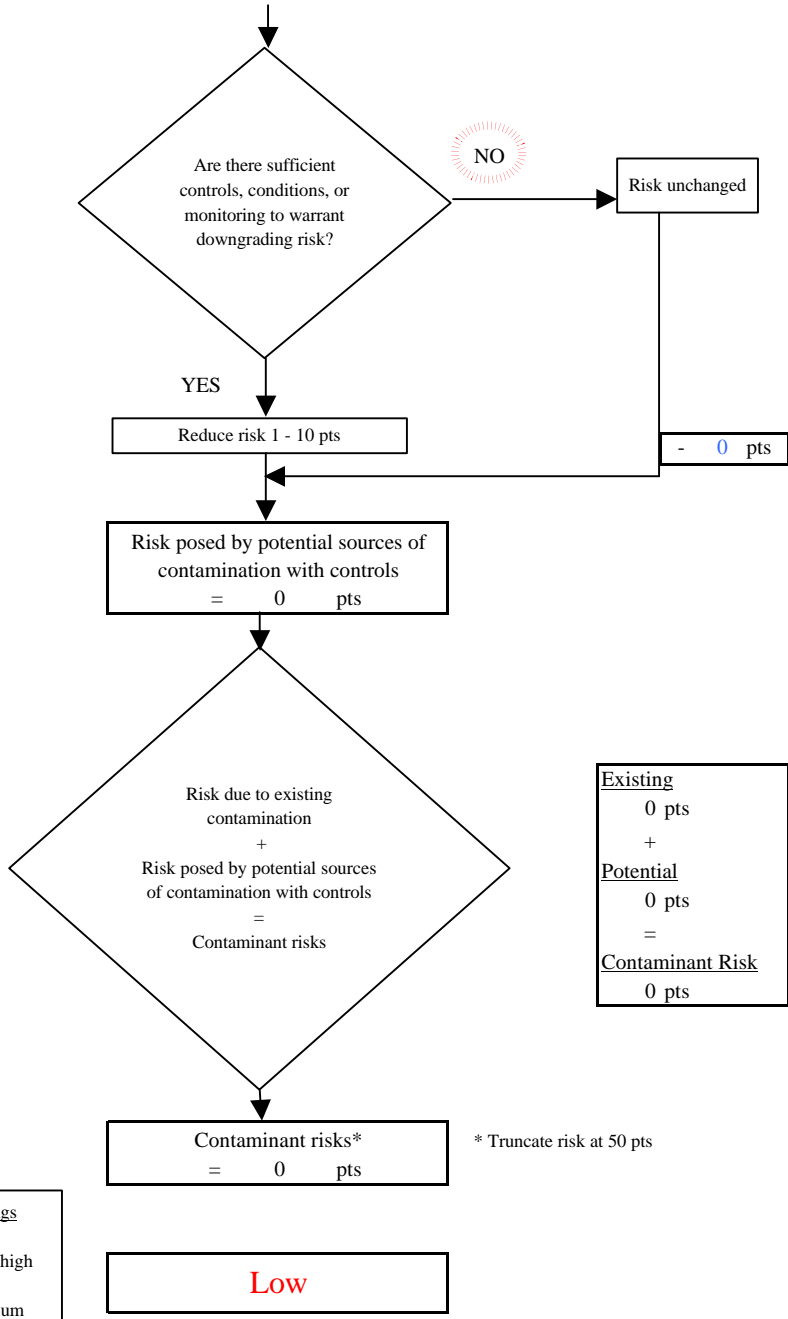 Are there sufficient
controls, conditions, or
monitoring to warrant
downgrading risk?
NO
Risk unchanged
YES
Reduce risk 1 - 10 pts
- 0 pts
Risk posed by potential sources of
contamination with controls
= 0 pts
Risk due to existing
contamination
+
Risk posed by potential sources
of contamination with controls
=
Contaminant risks
Existing
0 pts
+
Potential
0 pts
=
Contaminant Risk
0 pts
Contaminant risks*
= 0 pts
* Truncate risk at 50 pts
gs
high
um
Low